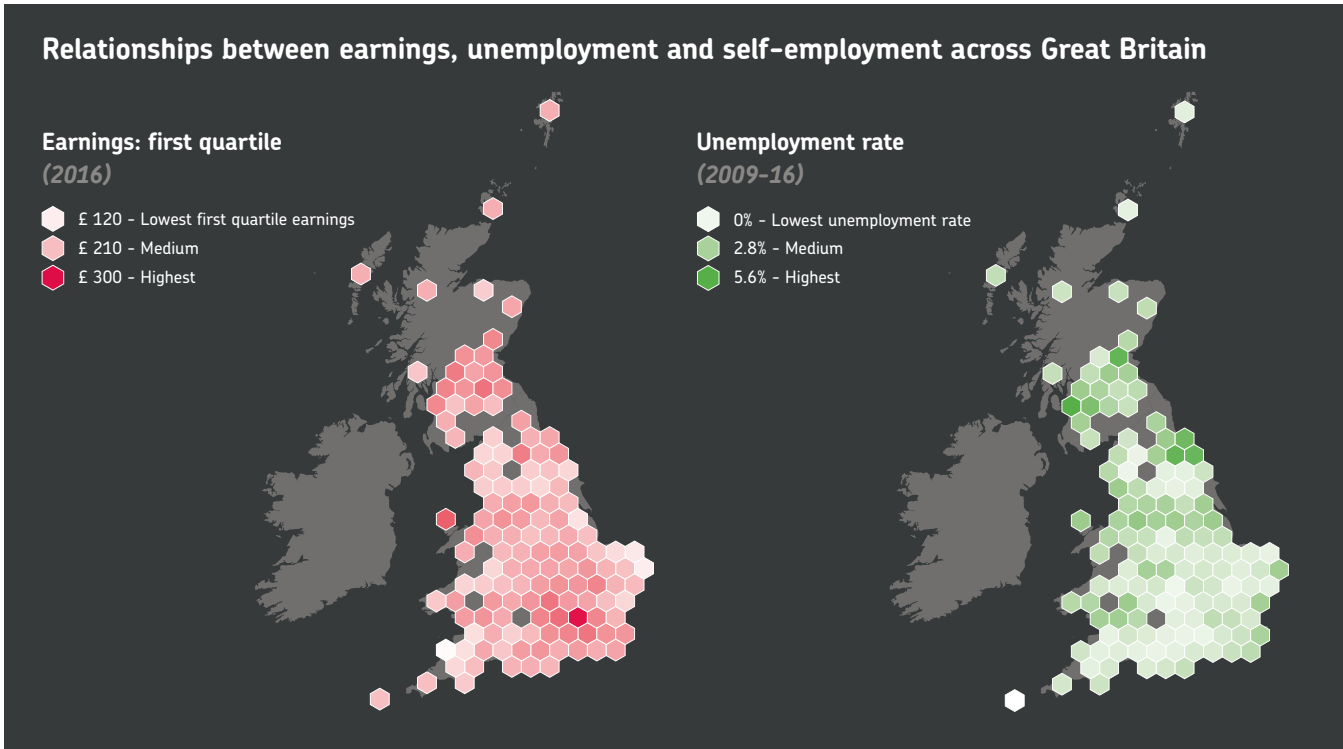 Relationships between earnings, unemployment and self-employment across Great Britain
Earnings: first quartile
(2016)
£ 120 - Lowest first quartile earnings
£ 210 - Medium
£ 300 - Highest
Unemployment rate
(2009-16)
0% - Lowest unemployment rate
2.8% - Medium
5.6% - Highest